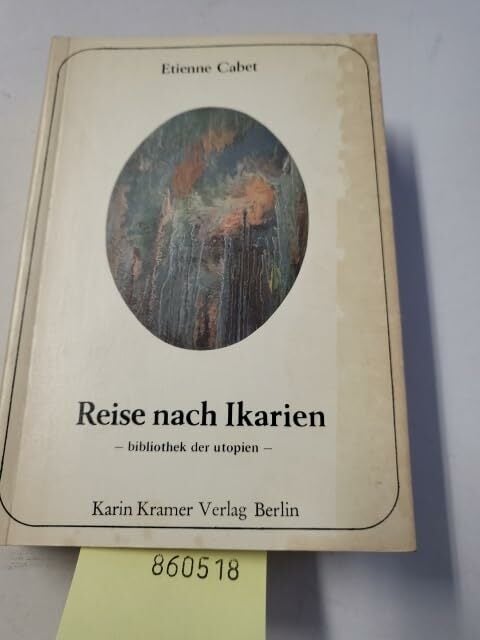 Etienne Cabet
Reise nach Ikarien
– bibliothek der utopien –
Karin Kramer Verlag Berlin
860518